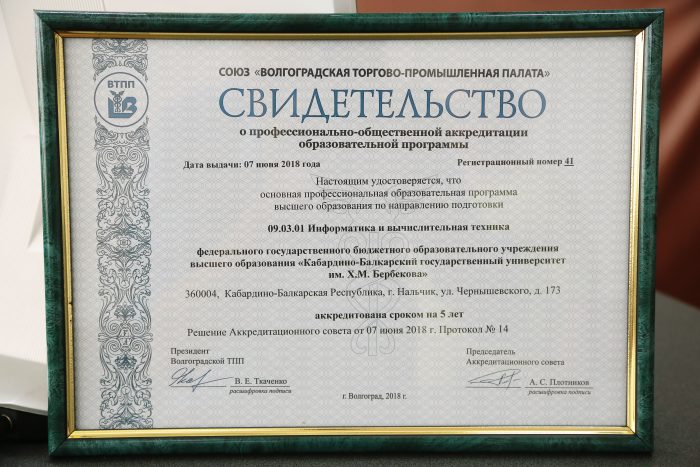 ВТПП
СОЮЗ «ВОЛГОГРАДСКАЯ ТОРГОВО-ПРОМЫШЛЕННАЯ ПАЛАТА»
СВИДЕТЕЛЬСТВО
о профессионально-общественной аккредитации
образовательной программы
Дата выдачи: 07 июня 2018 года Регистрационный номер 41
Настоящим удостоверяется, что
основная профессиональная образовательная программа
высшего образования по направлению подготовки
09.03.01 Информатика и вычислительная техника
федерального государственного бюджетного образовательного учреждения
высшего образования «Кабардино-Балкарский государственный университет
им. Х.М. Бербекова»
360004, Кабардино-Балкарская Республика, г. Нальчик, ул. Чернышевского, д. 173
аккредитована сроком на 5 лет
Решение Аккредитационного совета от 07 июня 2018 г. Протокол № 14
Президент
Волгоградской ТПП
Председатель
Аккредитационного совета
В. Е. Ткаченко
расшифровка подписи
А. С. Плотников
расшифровка подписи
г. Волгоград, 2018 г.